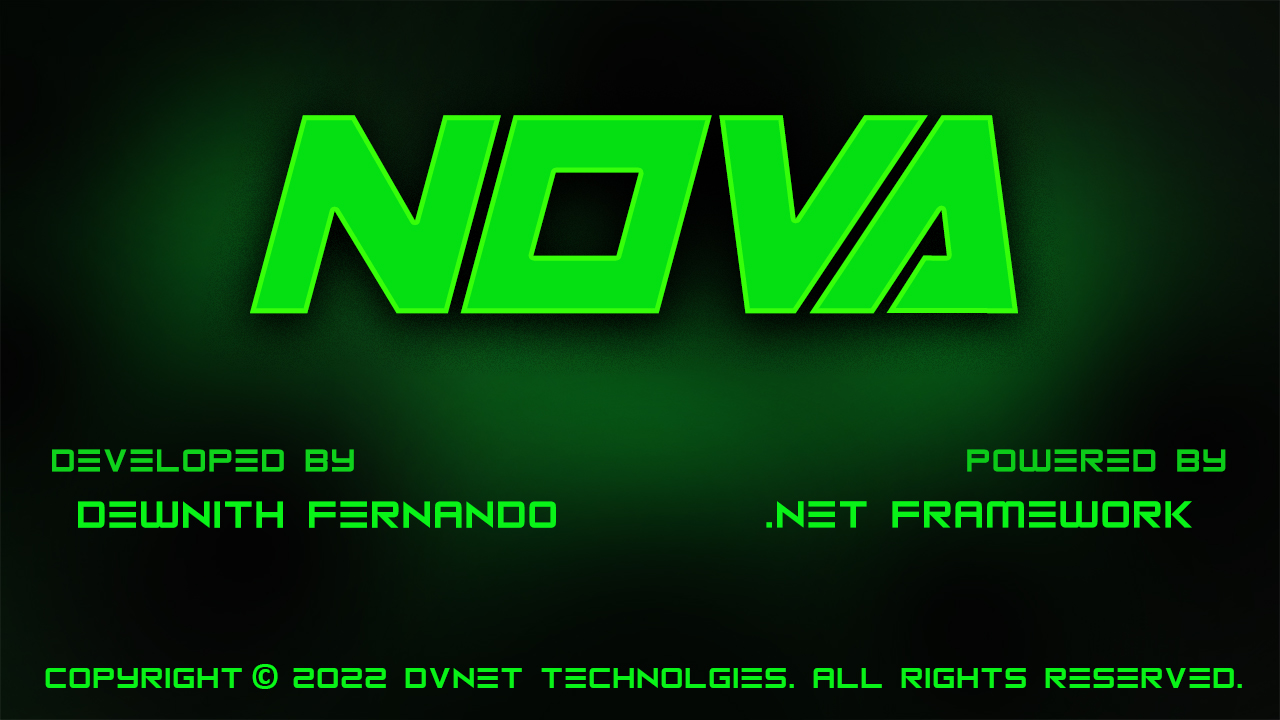 NOVA
DEVELOPED BY
DEWNITH FERNANDO
POWERED BY
.NET FRAMEWORK
COPYRIGHT © 2022 DVNET TECHNOLGIES. ALL RIGHTS RESERVED.